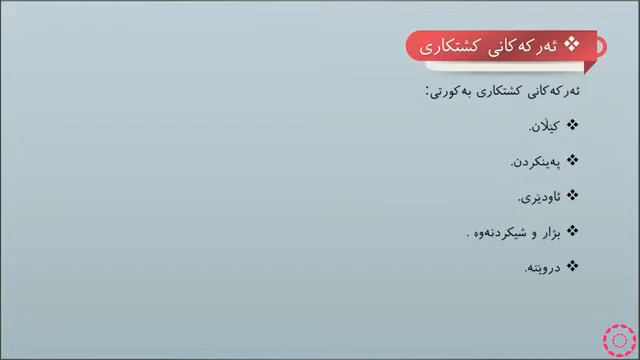 ❖ ئەرکەکانی کشتکاری
ئەرکەکانی کشتکاری بەکورتی:
❖ کێڵان.
❖ پەینکردن.
❖ ئاودێری.
❖ بژار و شیکردنەوە .
❖ دروێنە.